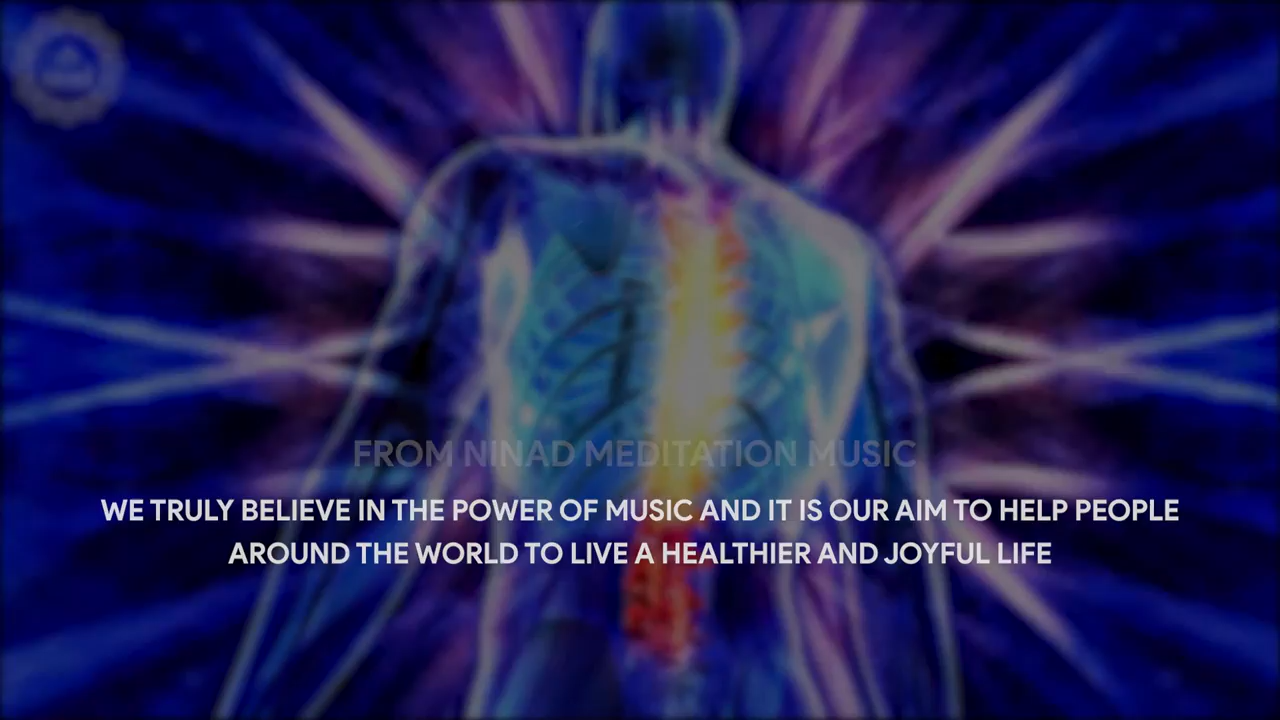 FROM NINAD MEDITATION MUSIC
WE TRULY BELIEVE IN THE POWER OF MUSIC AND IT IS OUR AIM TO HELP PEOPLE
AROUND THE WORLD TO LIVE A HEALTHIER AND JOYFUL LIFE